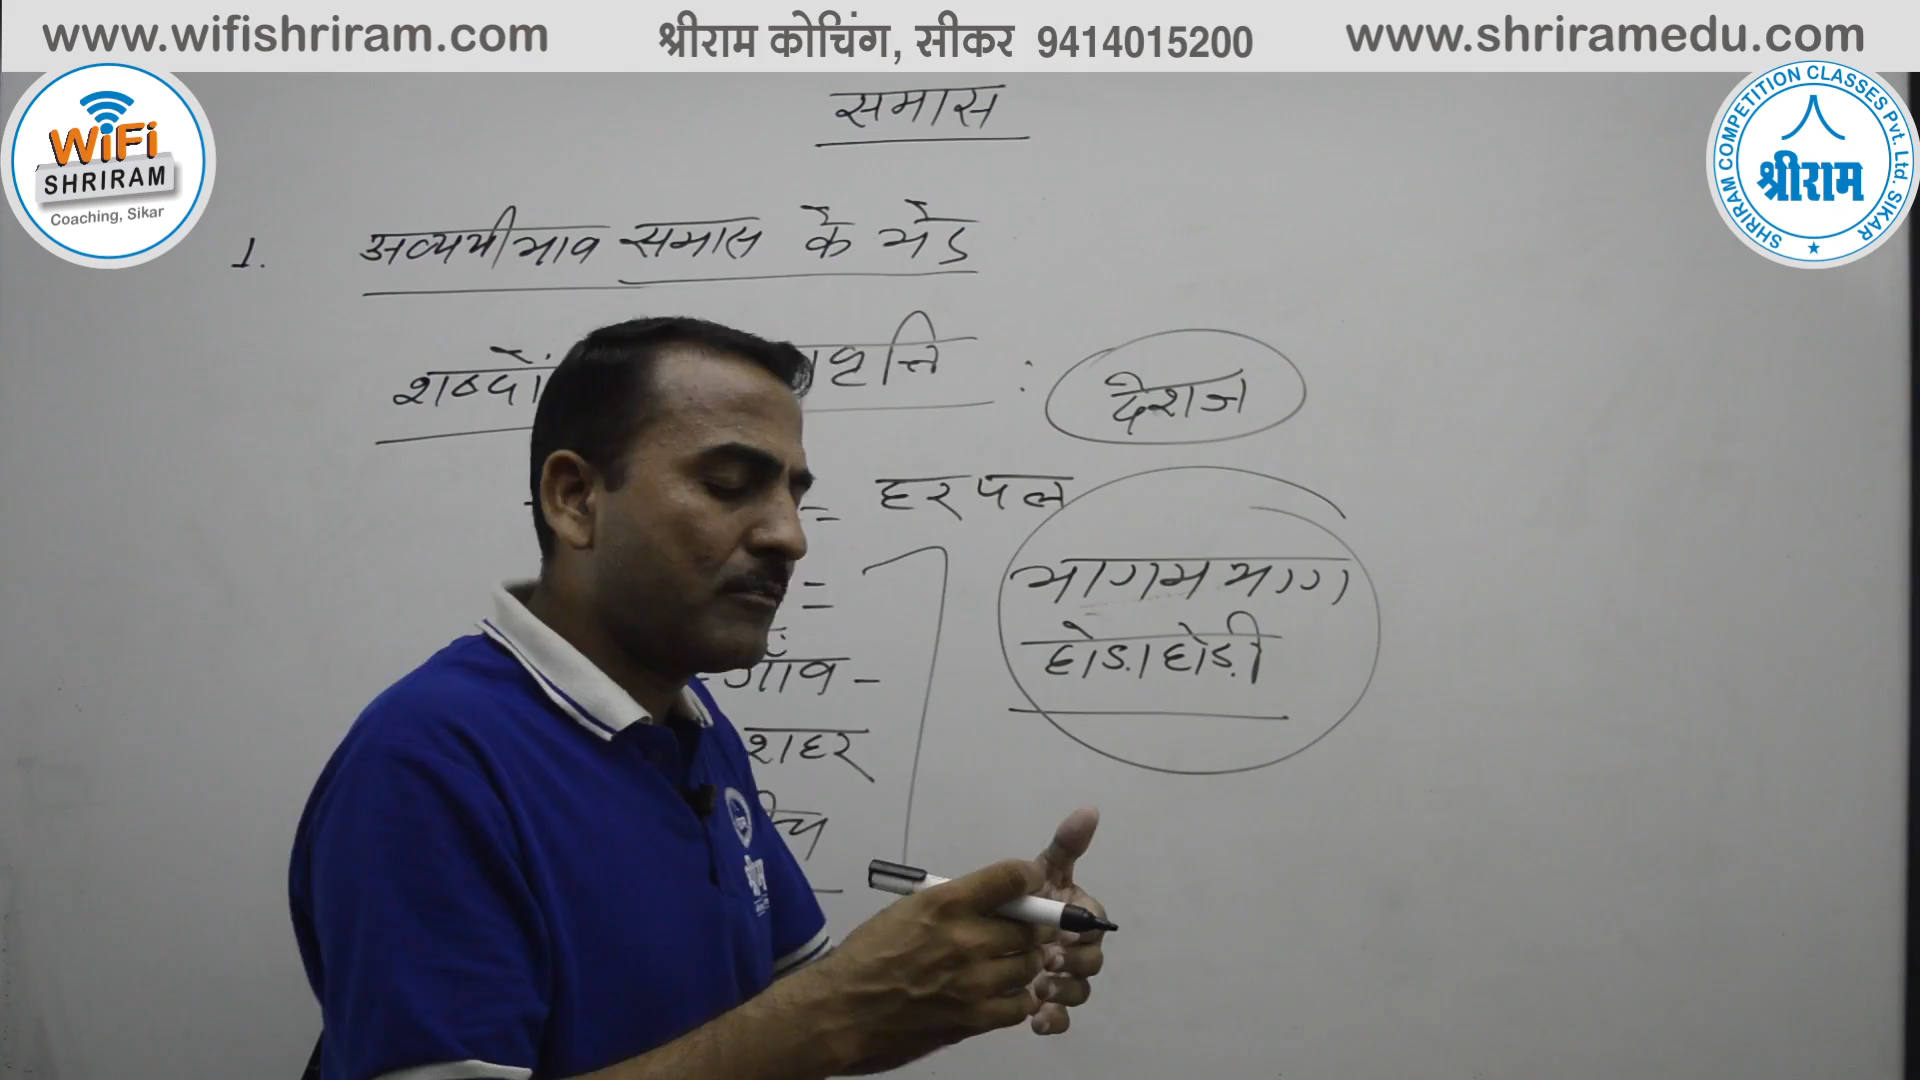 www.wifishriram.com श्रीराम कोचिंग, सीकर 9414015200 www.shriramedu.com
WiFi
SHRIRAM
Coaching, Sikar
SHRIRAM COMPETITION CLASSES Pvt. Ltd. SIKAR
श्रीराम
समास
1. अव्ययीभाव समास के भेद
शब्दों : देशज
= हरपल
=
भागमभाग
होडाहोड़ी
गाँव -
शहर